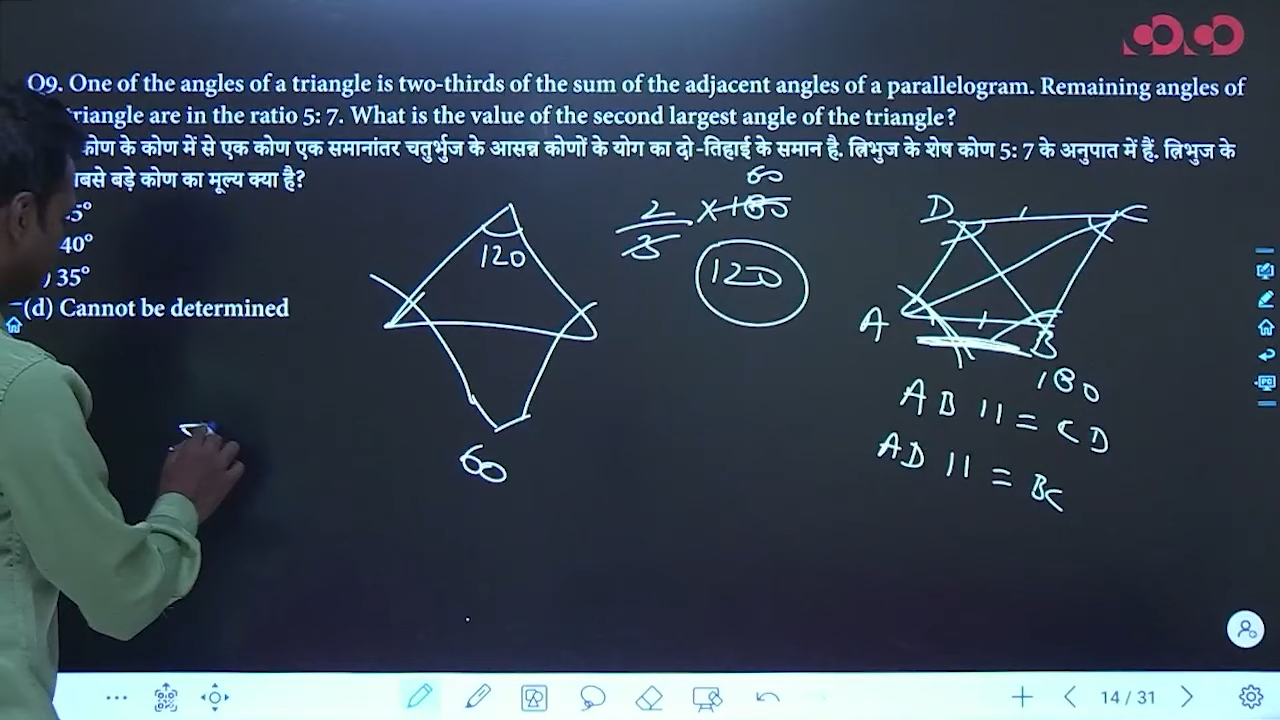 Q9. One of the angles of a triangle is two-thirds of the sum of the adjacent angles of a parallelogram. Remaining angles of
triangle are in the ratio 5: 7. What is the value of the second largest angle of the triangle?
कोण के कोण में से एक कोण एक समानांतर चतुर्भुज के आसन्न कोणों के योग का दो-तिहाई के समान है. त्रिभुज के शेष कोण 5: 7 के अनुपात में हैं. त्रिभुज के
बसे बड़े कोण का मूल्य क्या है?
5°
40°
) 35°
(d) Cannot be determined
120
60
60
2/3 × 180
120
D
C
A
B
180
AB || = CD
AD || = BC
14 / 31